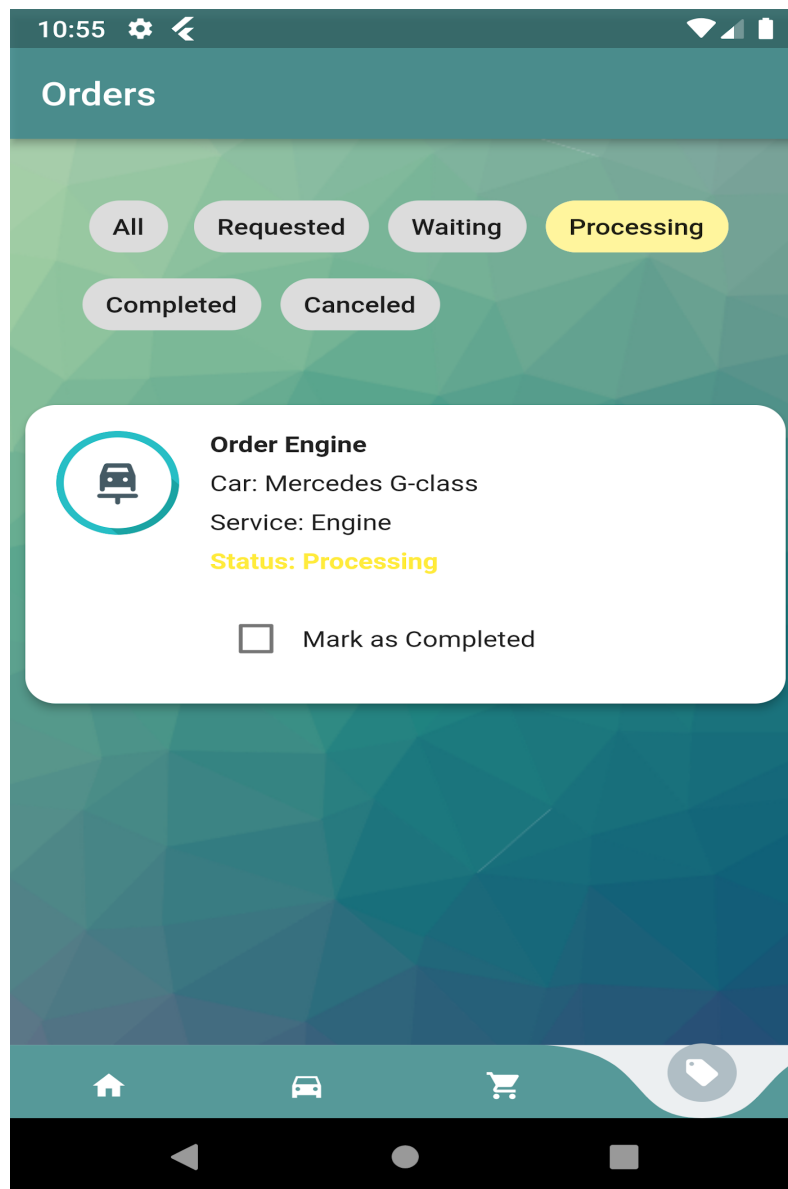 10:55
Orders
All Requested Waiting Processing
Completed Canceled
Order Engine
Car: Mercedes G-class
Service: Engine
Status: Processing
Mark as Completed